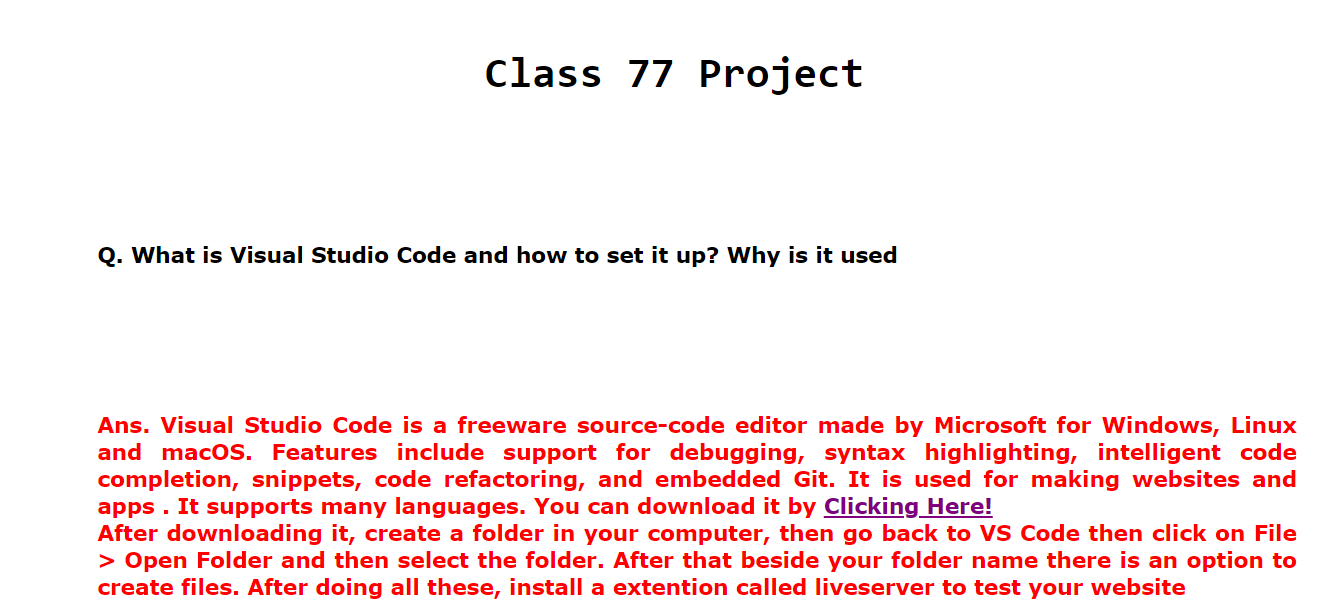 Class 77 Project
Q. What is Visual Studio Code and how to set it up? Why is it used
Ans. Visual Studio Code is a freeware source-code editor made by Microsoft for Windows, Linux
and macOS. Features include support for debugging, syntax highlighting, intelligent code
completion, snippets, code refactoring, and embedded Git. It is used for making websites and
apps . It supports many languages. You can download it by Clicking Here!
After downloading it, create a folder in your computer, then go back to VS Code then click on File
> Open Folder and then select the folder. After that beside your folder name there is an option to
create files. After doing all these, install a extention called liveserver to test your website